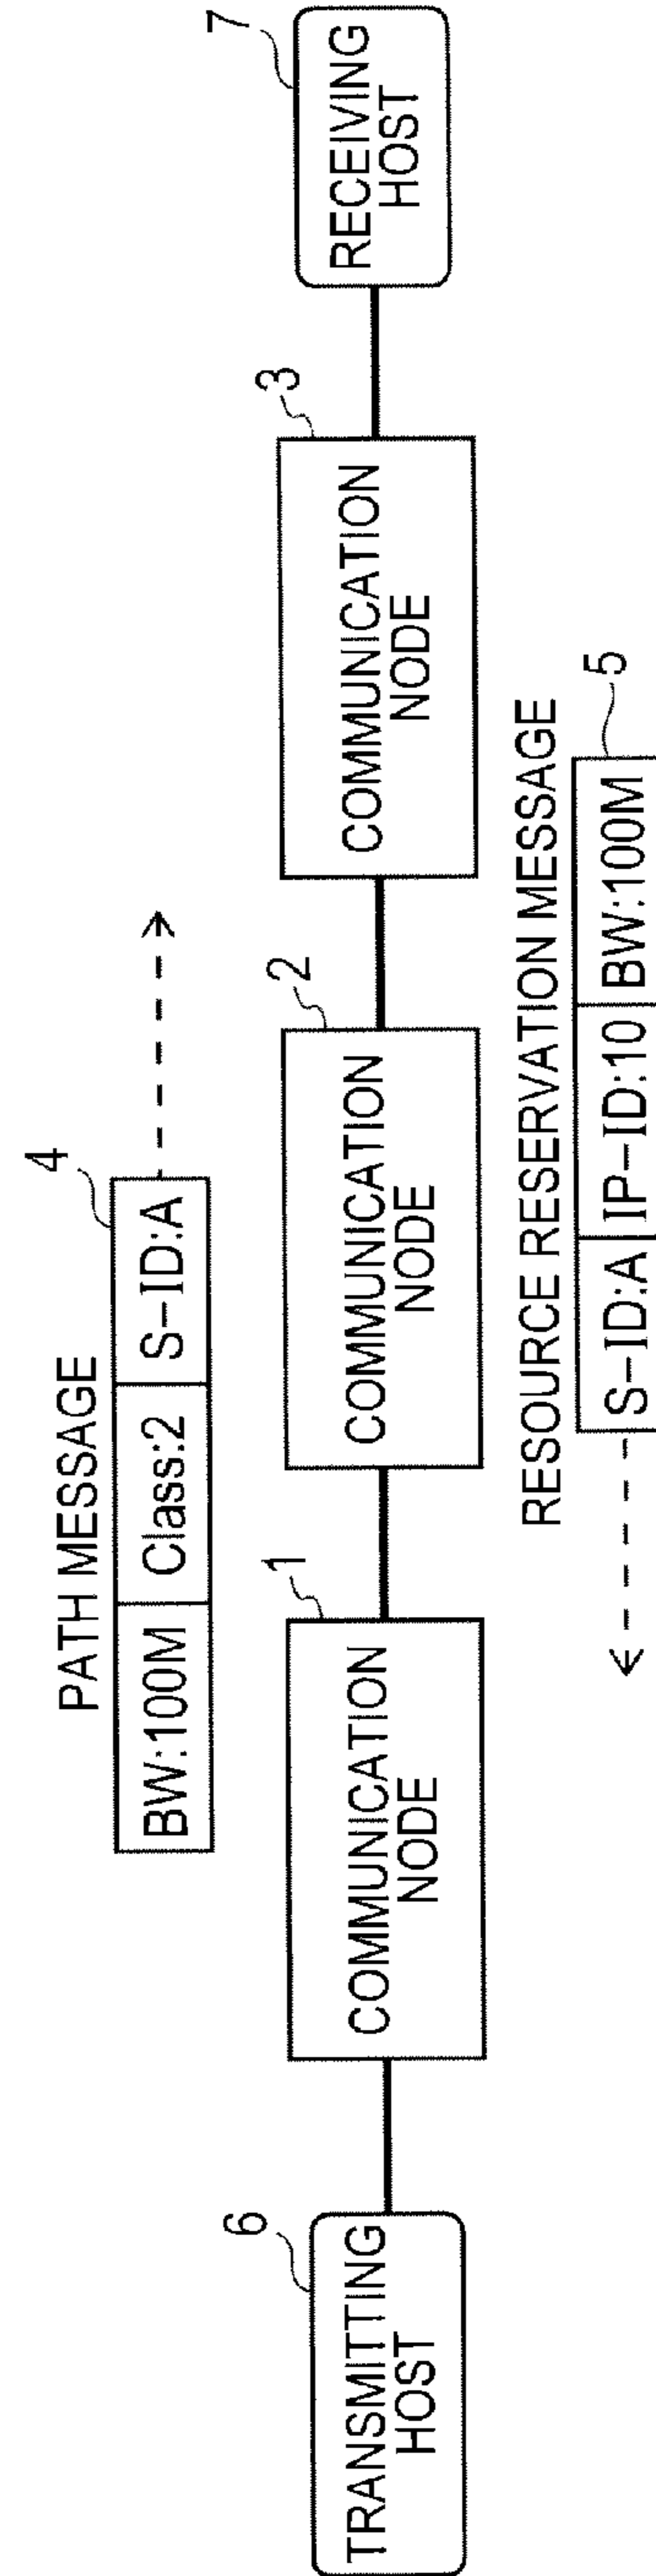 PATH MESSAGE
4
BW:100M Class:2 S-ID:A
6
TRANSMITTING
HOST
1
COMMUNICATION
NODE
2
COMMUNICATION
NODE
3
COMMUNICATION
NODE
7
RECEIVING
HOST
RESOURCE RESERVATION MESSAGE
5
S-ID:A IP-ID:10 BW:100M